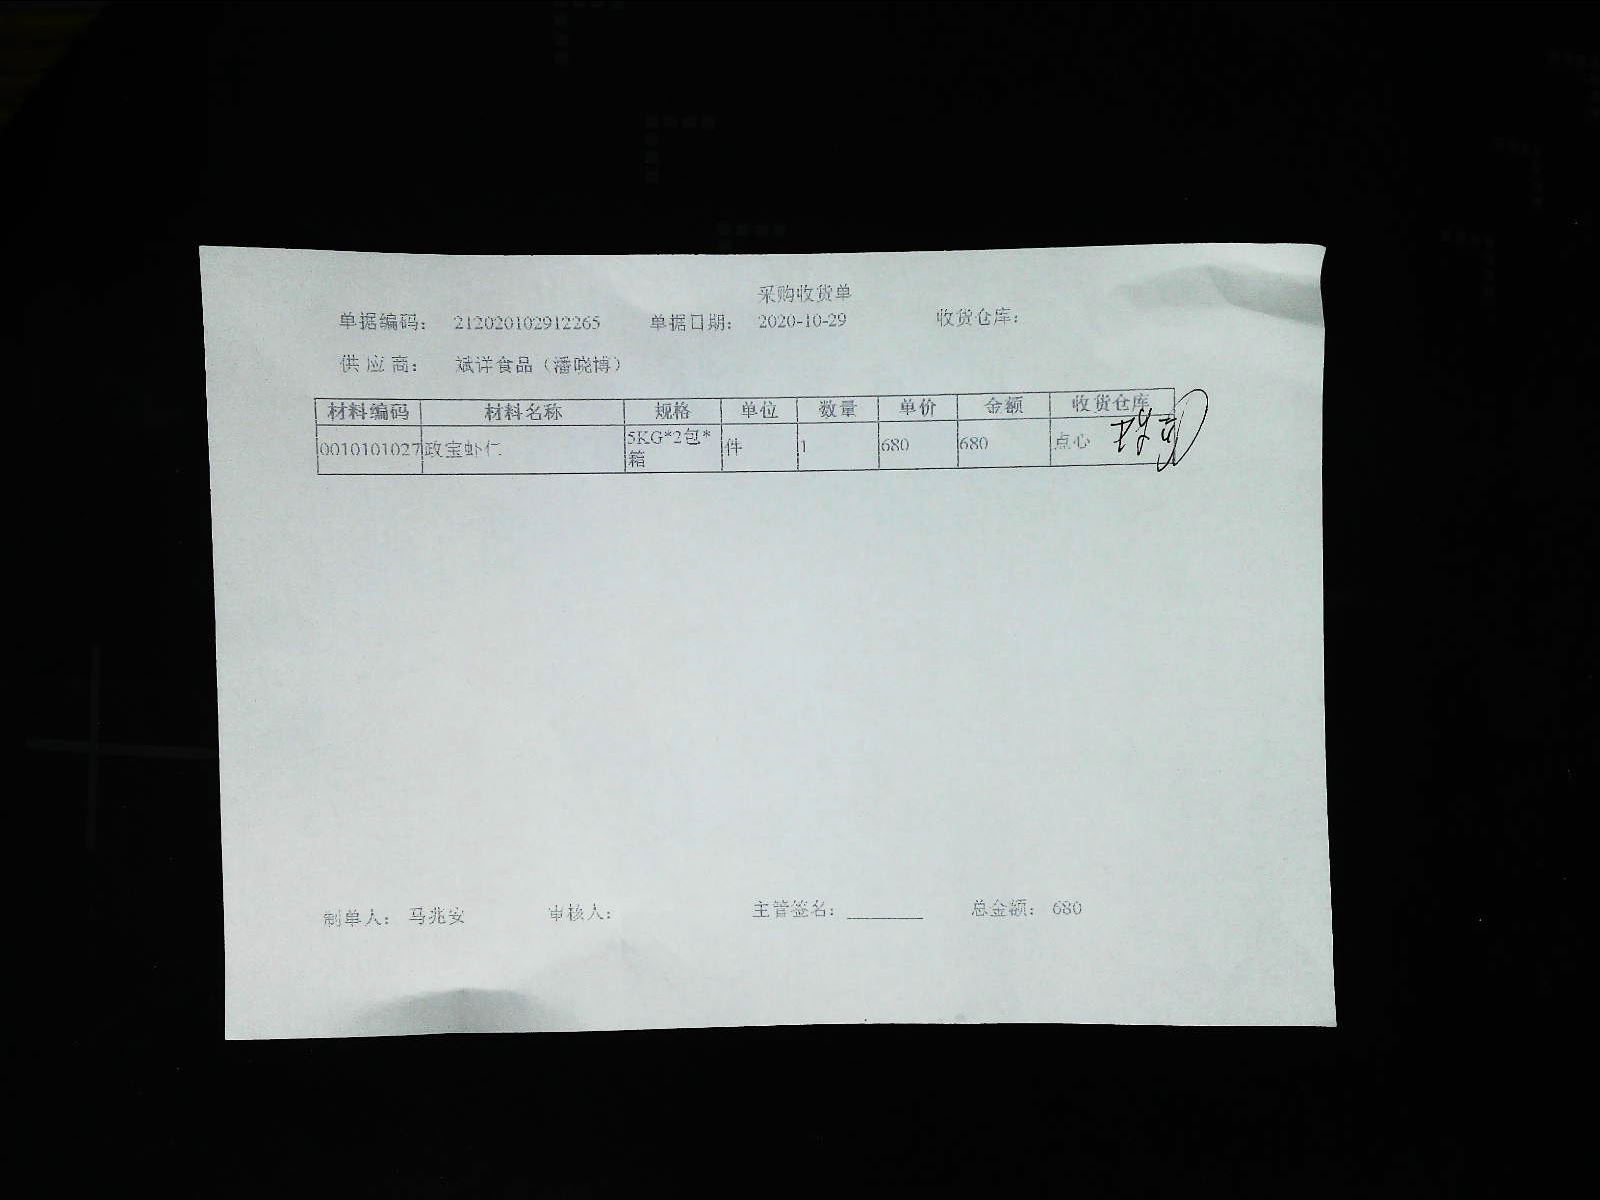 采购收货单
单据编码： 212020102912265 单据日期： 2020-10-29 收货仓库：
供应商： 斌详食品（潘晓博）
材料编码 材料名称 规格 单位 数量 单价 金额 收货仓库
0010101027 政宝虾仁 5KG*2包*箱 件 1 680 680 点心
制单人： 马兆安 审核人： 主管签名： ________ 总金额： 680